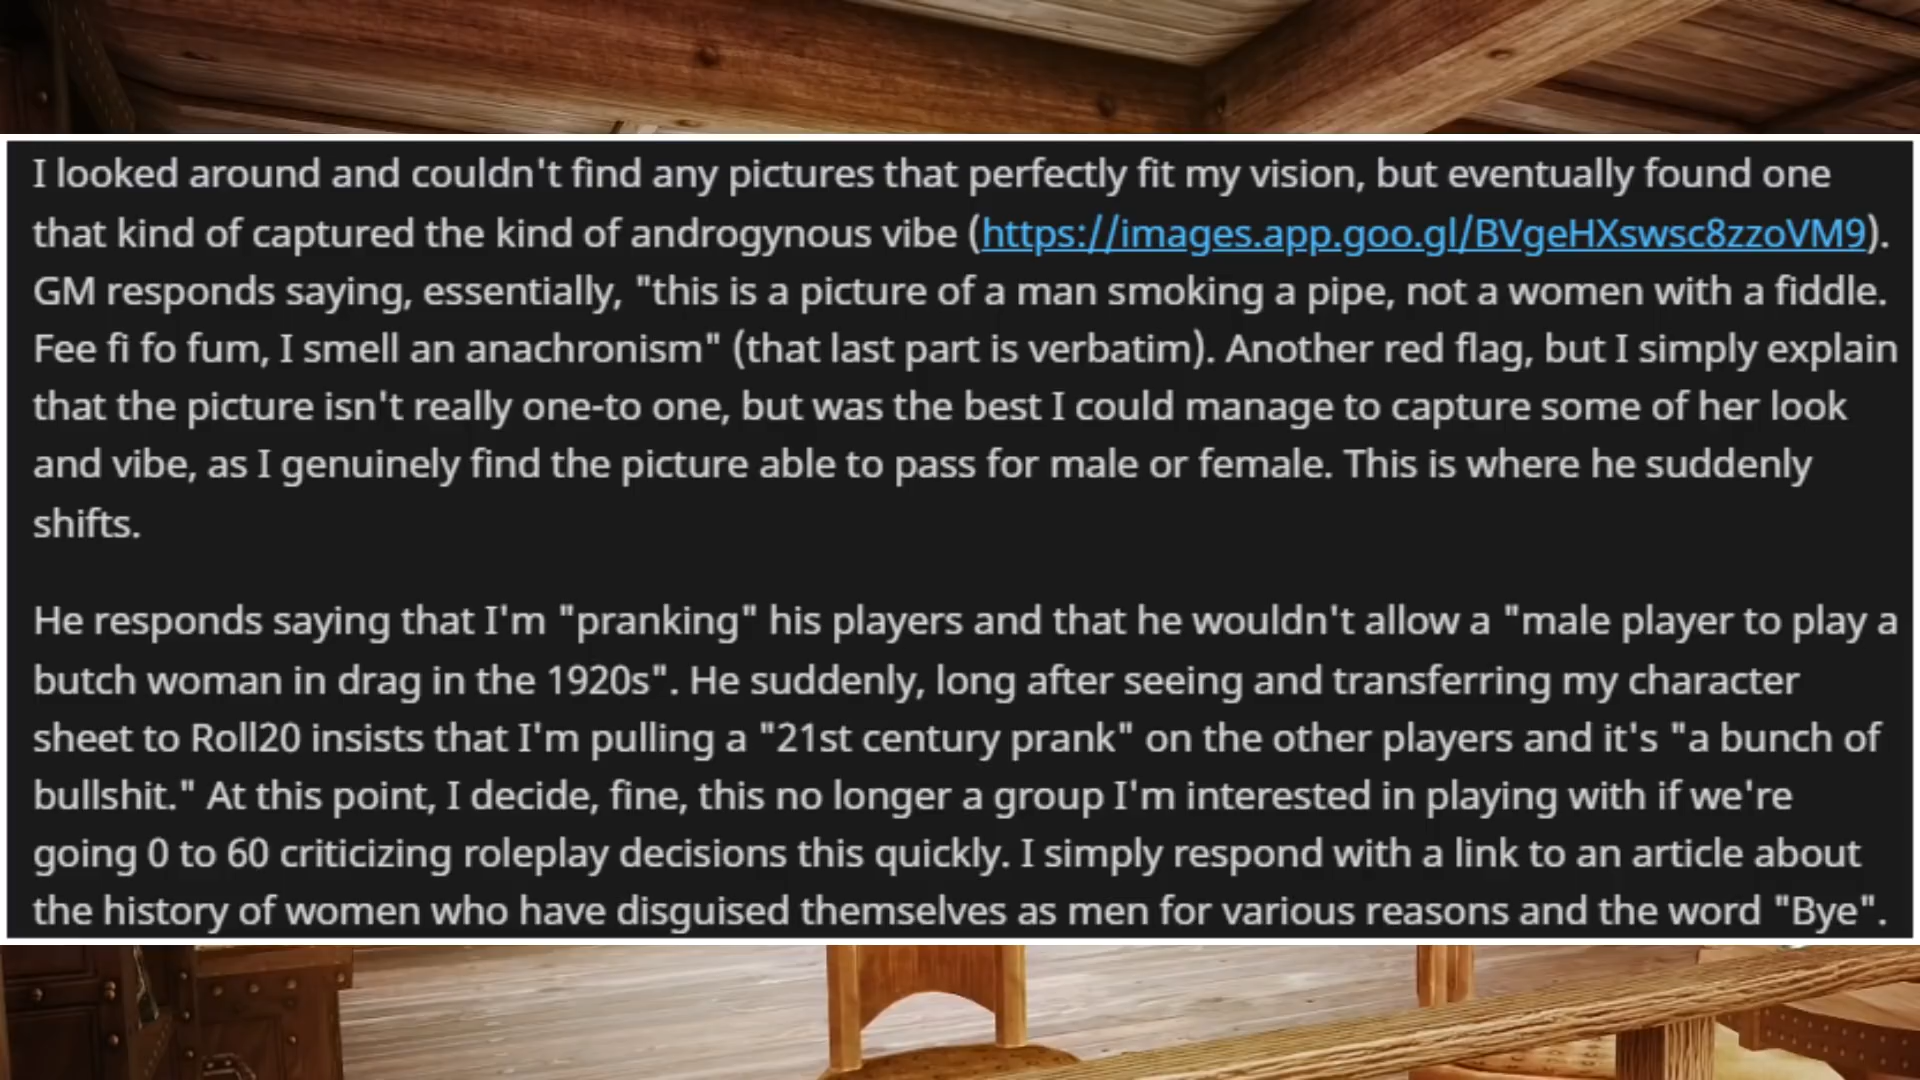 I looked around and couldn't find any pictures that perfectly fit my vision, but eventually found one
that kind of captured the kind of androgynous vibe (https://images.app.goo.gl/BVgeHXswsc8zzoVM9).
GM responds saying, essentially, "this is a picture of a man smoking a pipe, not a women with a fiddle.
Fee fi fo fum, I smell an anachronism" (that last part is verbatim). Another red flag, but I simply explain
that the picture isn't really one-to one, but was the best I could manage to capture some of her look
and vibe, as I genuinely find the picture able to pass for male or female. This is where he suddenly
shifts.
He responds saying that I'm "pranking" his players and that he wouldn't allow a "male player to play a
butch woman in drag in the 1920s". He suddenly, long after seeing and transferring my character
sheet to Roll20 insists that I'm pulling a "21st century prank" on the other players and it's "a bunch of
bullshit." At this point, I decide, fine, this no longer a group I'm interested in playing with if we're
going 0 to 60 criticizing roleplay decisions this quickly. I simply respond with a link to an article about
the history of women who have disguised themselves as men for various reasons and the word "Bye".